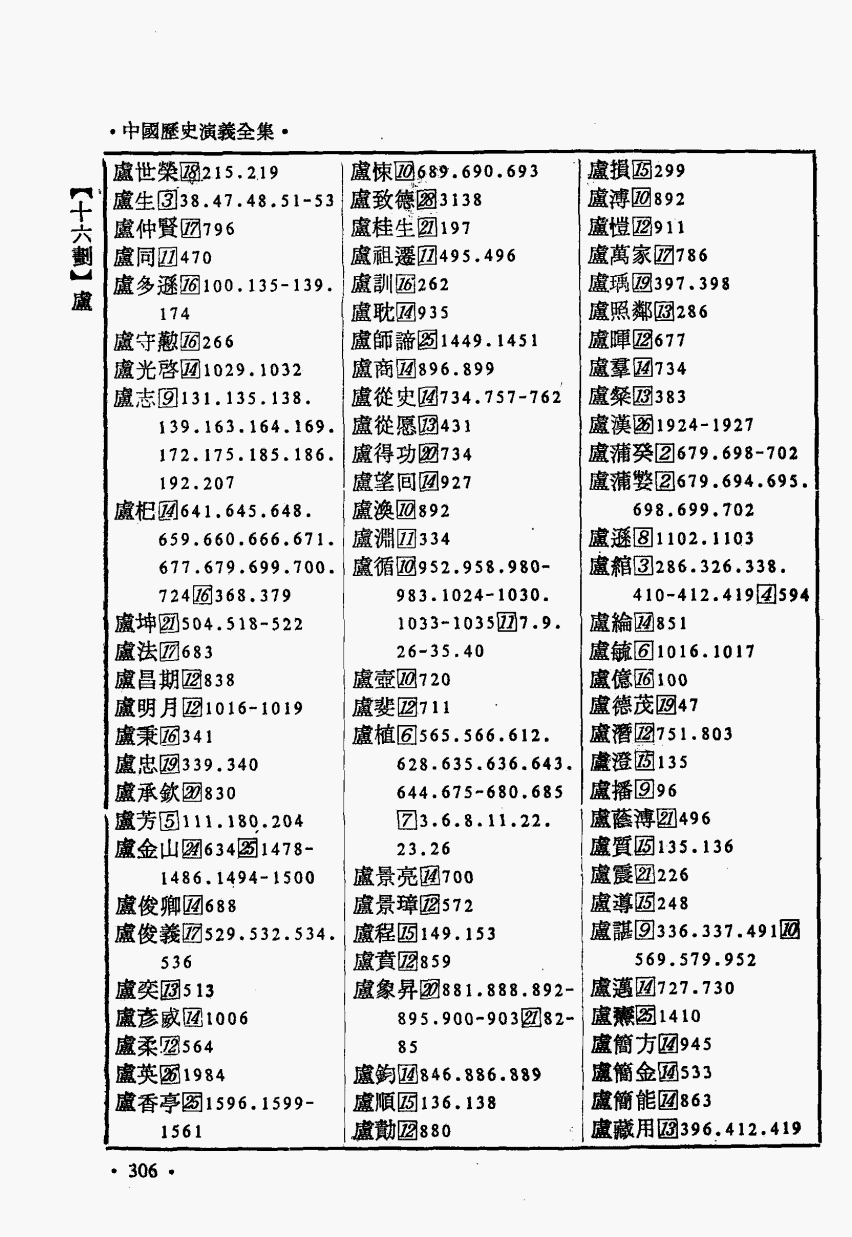 ·中國歷史演義全集·
【十六劃】盧
盧世榮[18]215.219
盧生[3]38.47.48.51-53
盧仲賢[17]796
盧同[11]470
盧多遜[16]100.135-139.
174
盧守懃[16]266
盧光啓[14]1029.1032
盧志[9]131.135.138.
139.163.164.169.
172.175.185.186.
192.207
盧杞[14]641.645.648.
659.660.666.671.
677.679.699.700.
724[16]368.379
盧坤[21]504.518-522
盧法[17]683
盧昌期[12]838
盧明月[12]1016-1019
盧秉[16]341
盧忠[19]339.340
盧承欽[20]830
盧芳[5]111.180.204
盧金山[24]634[25]1478-
1486.1494-1500
盧俊卿[14]688
盧俊義[17]529.532.534.
536
盧奕[13]513
盧彥威[14]1006
盧柔[12]564
盧英[26]1984
盧香亭[25]1596.1599-
1561
盧悚[10]689.690.693
盧致德[28]3138
盧桂生[21]197
盧祖遷[11]495.496
盧訓[16]262
盧耽[14]935
盧師諦[25]1449.1451
盧商[14]896.899
盧從史[14]734.757-762
盧從愿[13]431
盧得功[20]734
盧望回[14]927
盧渙[10]892
盧淵[11]334
盧循[10]952.958.980-
983.1024-1030.
1033-1035[11]7.9.
26-35.40
盧壺[10]720
盧斐[12]711
盧植[6]565.566.612.
628.635.636.643.
644.675-680.685
[7]3.6.8.11.22.
23.26
盧景亮[14]700
盧景璋[12]572
盧程[15]149.153
盧賁[12]859
盧象昇[20]881.888.892-
895.900-903[21]82-
85
盧鈞[14]846.886.889
盧順[15]136.138
盧勣[12]880
盧損[15]299
盧溥[10]892
盧愷[12]911
盧萬家[17]786
盧瑀[19]397.398
盧照鄰[13]286
盧暉[12]677
盧羣[14]734
盧粲[13]383
盧漢[26]1924-1927
盧蒲癸[2]679.698-702
盧蒲嫳[2]679.694.695.
698.699.702
盧遜[8]1102.1103
盧綰[3]286.326.338.
410-412.419[4]594
盧綸[14]851
盧毓[6]1016.1017
盧億[16]100
盧德茂[19]47
盧潛[12]751.803
盧澄[15]135
盧播[9]96
盧蔭溥[21]496
盧質[15]135.136
盧震[21]226
盧導[15]248
盧諶[9]336.337.491[10]
569.579.952
盧邁[14]727.730
盧燾[25]1410
盧簡方[14]945
盧簡金[14]533
盧簡能[14]863
盧藏用[13]396.412.419
·306·